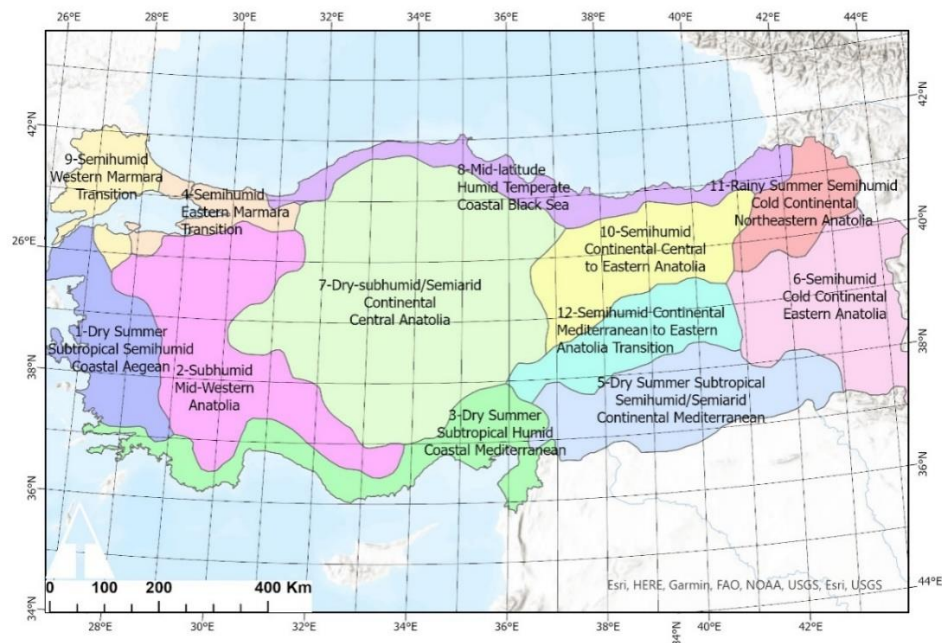 26°E 28°E 30°E 32°E 34°E 36°E 38°E 40°E 42°E 44°E
42°N
42°N
9-Semihumid
Western Marmara
Transition
4-Semihumid
Eastern Marmara
Transition
8-Mid-latitude
Humid Temperate
Coastal Black Sea
11-Rainy Summer Semihumid
Cold Continental
Northeastern Anatolia
40°N
26°E
10-Semihumid
Continental Central
to Eastern Anatolia
7-Dry-subhumid/Semiarid
Continental
Central Anatolia
6-Semihumid
Cold Continental
Eastern Anatolia
12-Semihumid-Continental
Mediterranean to Eastern
Anatolia Transition
1-Dry Summer
Subtropical Semihumid
Coastal Aegean
38°N
38°N
2-Subhumid
Mid-Western
Anatolia
5-Dry Summer Subtropical
Semihumid/Semiarid
Continental Mediterranean
3-Dry Summer
Subtropical Humid
Coastal Mediterranean
36°N
36°N
0 100 200 400 Km
Esri, HERE, Garmin, FAO, NOAA, USGS, Esri, USGS
44°E
34°N
34°N
28°E 30°E 32°E 34°E 36°E 38°E 40°E 42°E